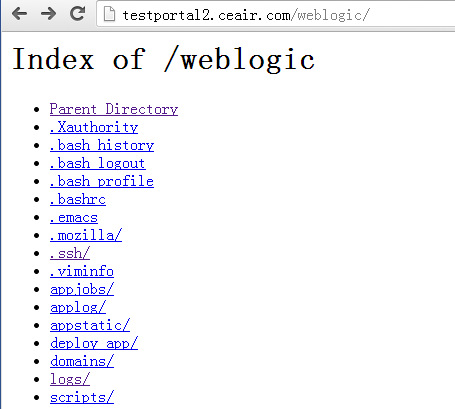 testportal2.ceair.com/weblogic/
Index of /weblogic
Parent Directory
.Xauthority
.bash_history
.bash_logout
.bash_profile
.bashrc
.emacs
.mozilla/
.ssh/
.viminfo
appjobs/
applog/
appstatic/
deploy_app/
domains/
logs/
scripts/